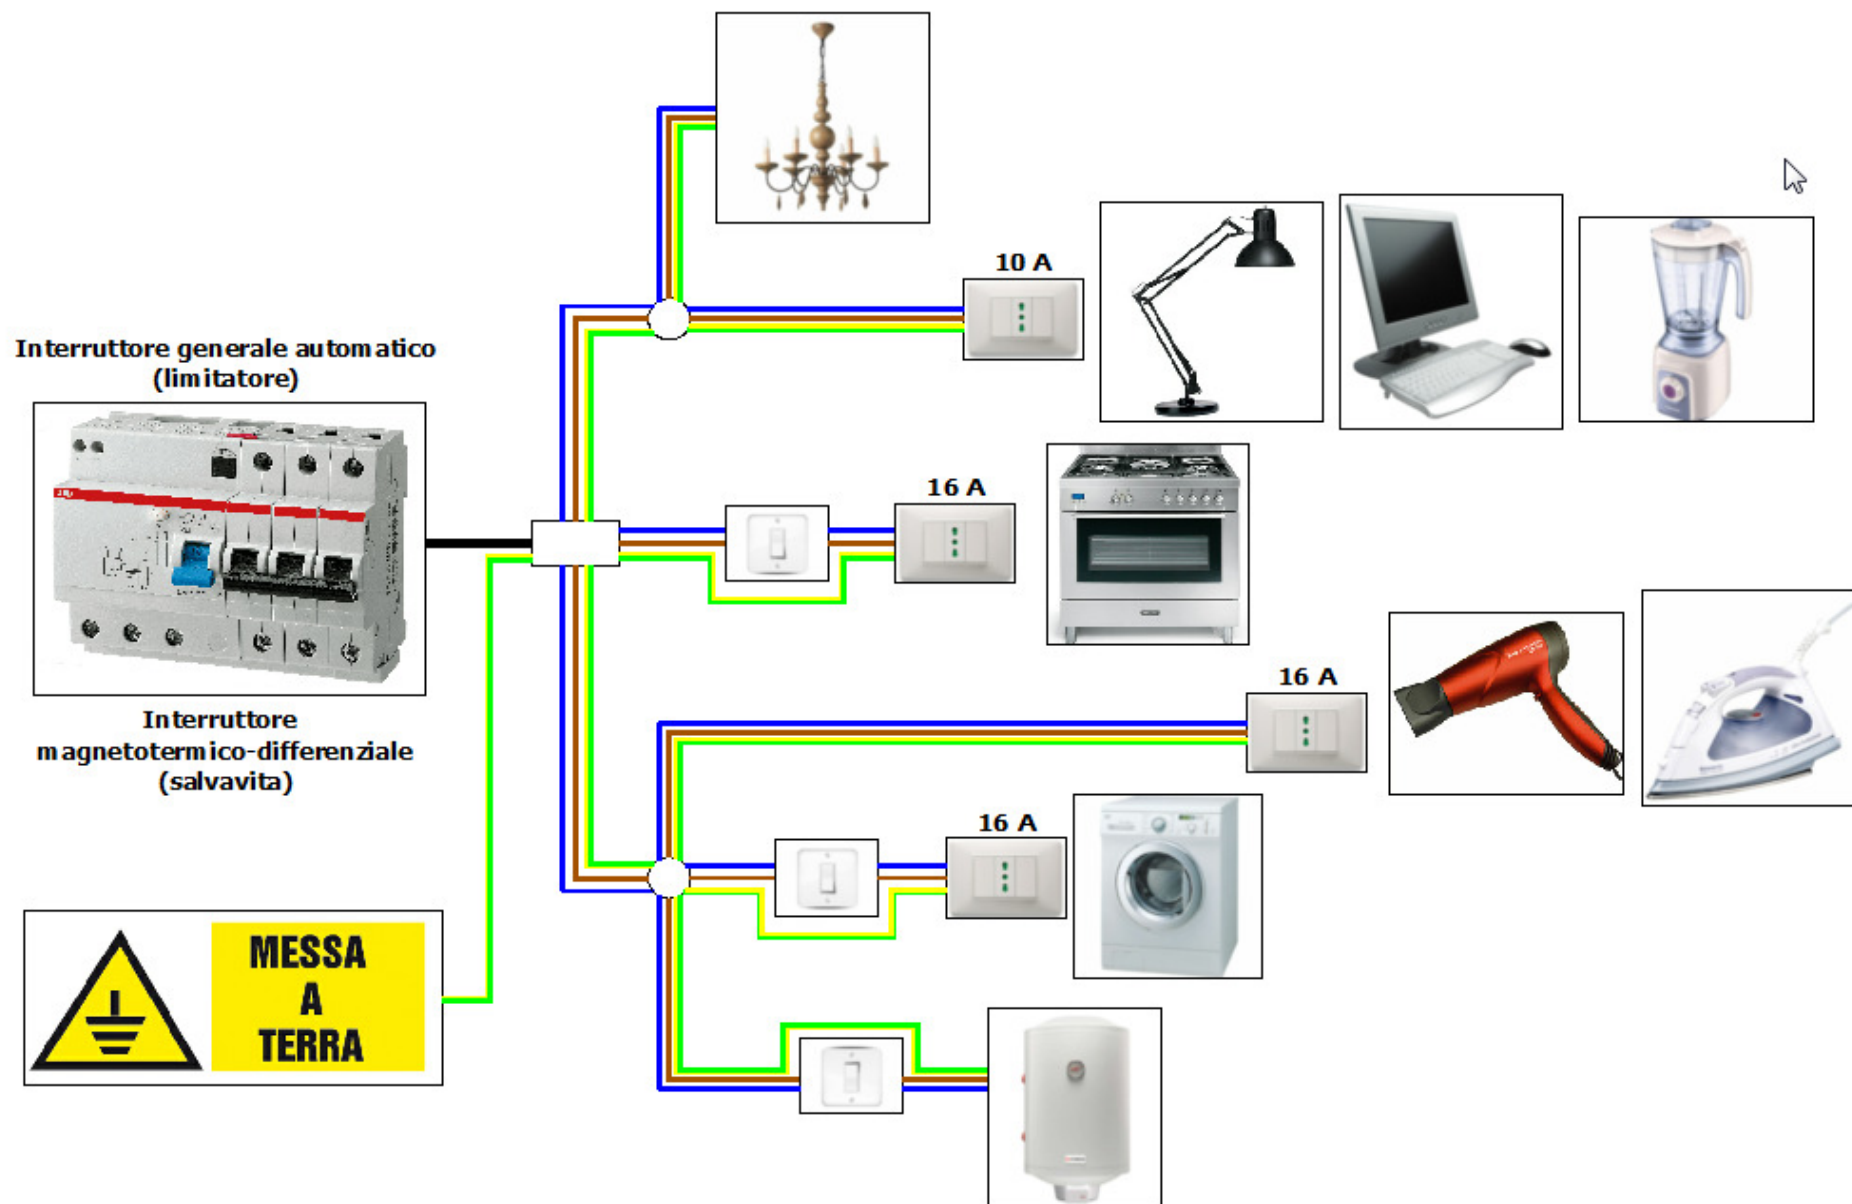 10 A
Interruttore generale automatico
(limitatore)
16 A
Interruttore
magnetotermico-differenziale
(salvavita)
16 A
16 A
MESSA
A
TERRA